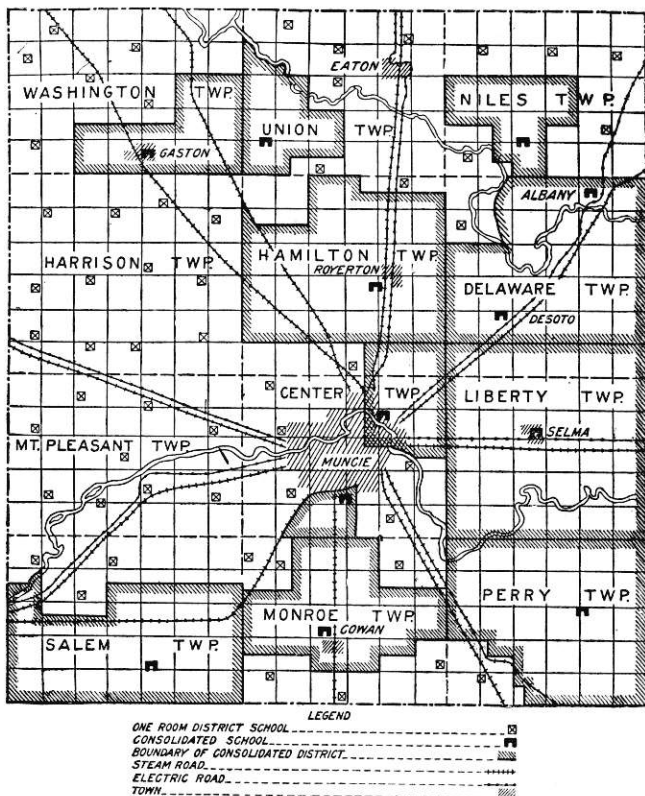 EATON
WASHINGTON TWP.
NILES TWP.
UNION TWP.
GASTON
ALBANY
HAMILTON TWP.
HARRISON TWP.
ROYERTON
DELAWARE TWP.
DESOTO
CENTER TWP.
LIBERTY TWP.
SELMA
MT. PLEASANT TWP.
MUNCIE
PERRY TWP.
MONROE TWP.
COWAN
SALEM TWP.
LEGEND
ONE ROOM DISTRICT SCHOOL
CONSOLIDATED SCHOOL
BOUNDARY OF CONSOLIDATED DISTRICT
STEAM ROAD
ELECTRIC ROAD
TOWN